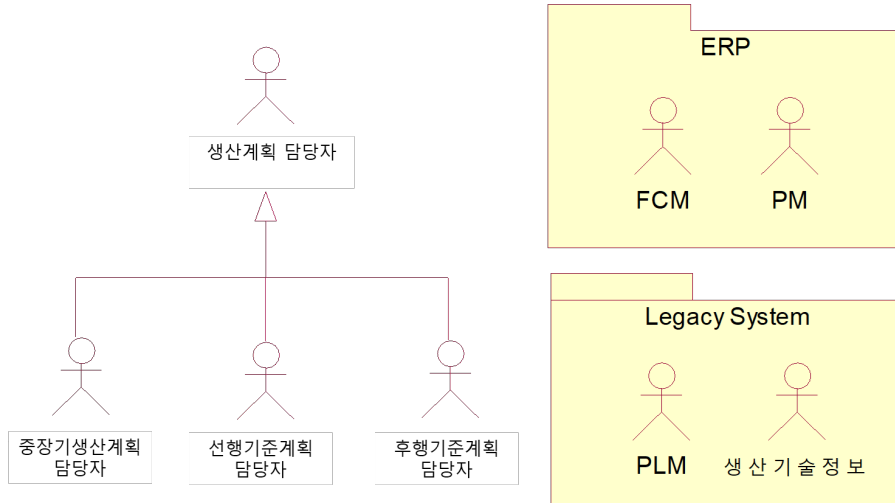 생산계획 담당자
중장기생산계획
담당자
선행기준계획
담당자
후행기준계획
담당자
ERP
FCM
PM
Legacy System
PLM
생산기술정보